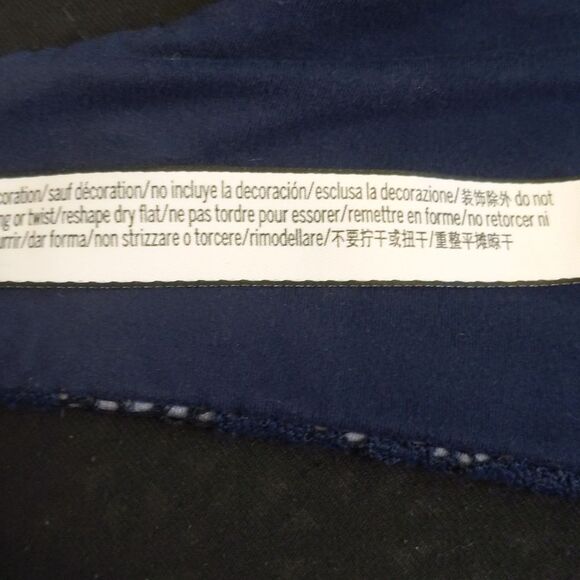 coration/sauf décoration/no incluye la decoración/esclusa la decorazione/装饰除外 do not
ng or twist/reshape dry flat/ne pas tordre pour essorer/remettre en forme/no retorcer ni
urrir/dar forma/non strizzare o torcere/rimodellare/不要拧干或扭干/重整平摊晾干